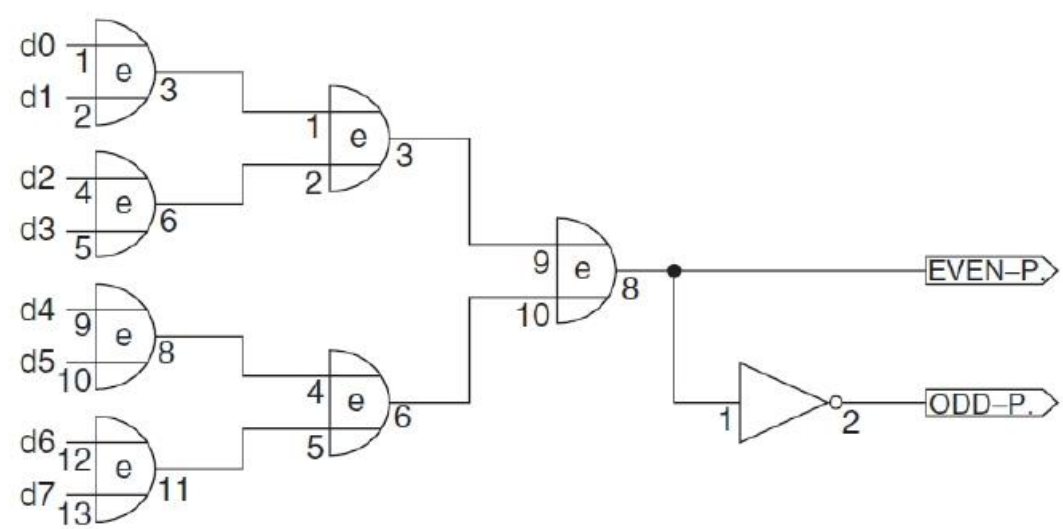 d0 1 e 3
d1 2
1 e 3
2
d2 4 e 6
d3 5
9 e 8
10
EVEN–P.
d4 9 e 8
d5 10
4 e 6
5
1 2
ODD–P.
d6 12 e 11
d7 13